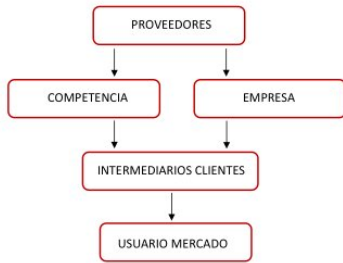 PROVEEDORES
COMPETENCIA
EMPRESA
INTERMEDIARIOS CLIENTES
USUARIO MERCADO